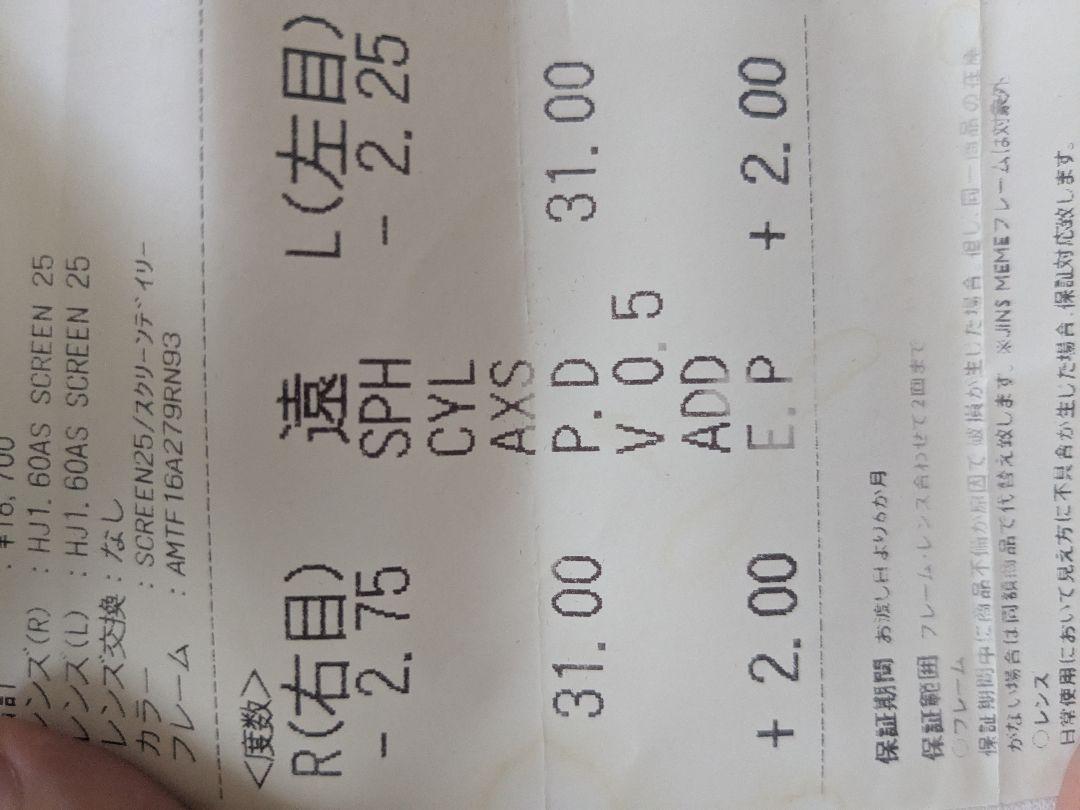 ¥18,700
レンズ(R) : HJ1.60AS SCREEN 25
レンズ(L) : HJ1.60AS SCREEN 25
レンズ交換 : なし
カラー : SCREEN25/スクリーンデイリー
フレーム : AMTF16A279RN93
<度数>
R(右目) 遠 L(左目)
- 2.75 SPH - 2.25
CYL
AXS
31.00 P.D 31.00
V 0.5
ADD
+ 2.00 E.P + 2.00
保証期間 お渡し日より6か月
保証範囲 フレーム・レンズ合わせて2回まで
○フレーム
保証期間中に商品不備が原因で破損が生じた場合。但し、同一商品の在庫
がない場合は同額商品で代替え致します。※JINS MEMEフレームは対象外
○レンズ
日常使用において見え方に不具合が生じた場合、保証対応致します。